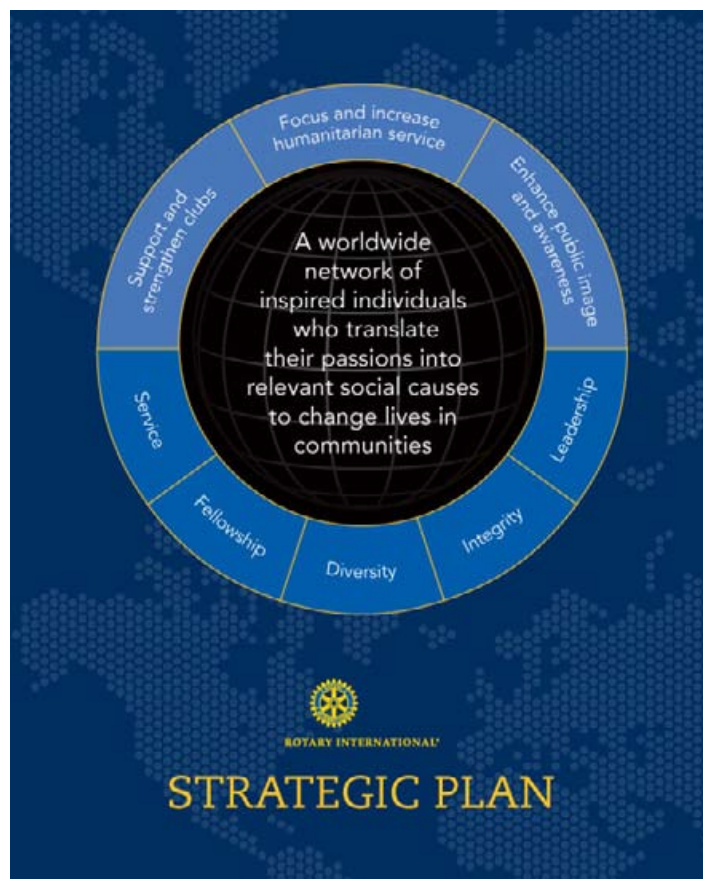 Focus and increase
humanitarian service
Support and
strengthen clubs
Enhance public image
and awareness
A worldwide
network of
inspired individuals
who translate
their passions into
relevant social causes
to change lives in
communities
Service
Fellowship
Diversity
Integrity
Leadership
ROTARY INTERNATIONAL®
STRATEGIC PLAN